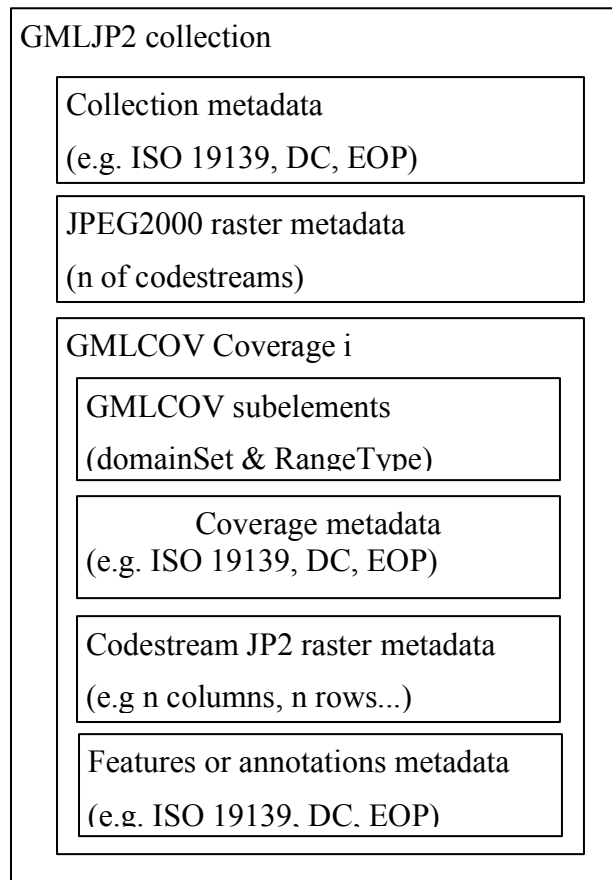 GMLJP2 collection
Collection metadata
(e.g. ISO 19139, DC, EOP)
JPEG2000 raster metadata
(n of codestreams)
GMLCOV Coverage i
GMLCOV subelements
(domainSet & RangeType)
Coverage metadata
(e.g. ISO 19139, DC, EOP)
Codestream JP2 raster metadata
(e.g n columns, n rows...)
Features or annotations metadata
(e.g. ISO 19139, DC, EOP)